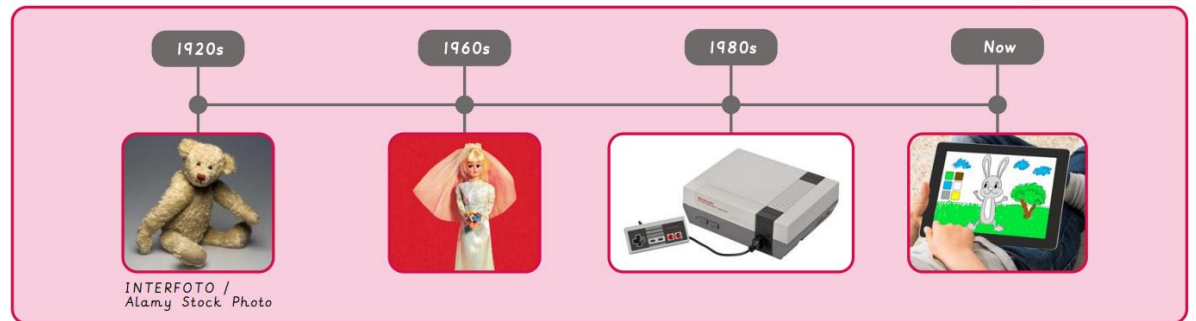 1920s
1960s
1980s
Now
INTERFOTO /
Alamy Stock Photo